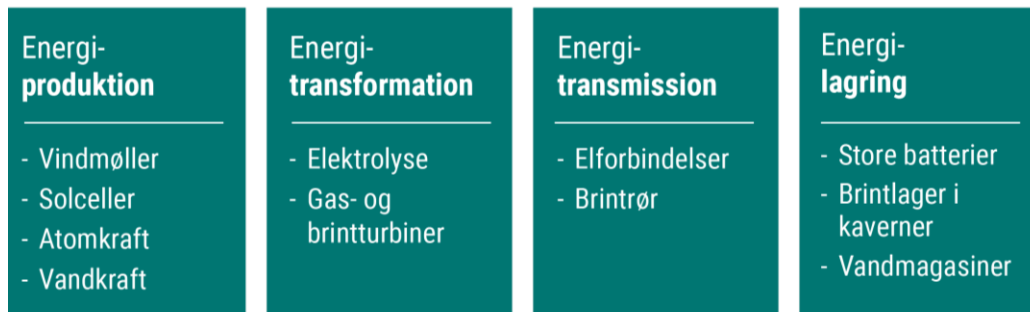 Energi-
produktion
- Vindmøller
- Solceller
- Atomkraft
- Vandkraft
Energi-
transformation
- Elektrolyse
- Gas- og
brintturbiner
Energi-
transmission
- Elforbindelser
- Brintrør
Energi-
lagring
- Store batterier
- Brintlager i
kaverner
- Vandmagasiner